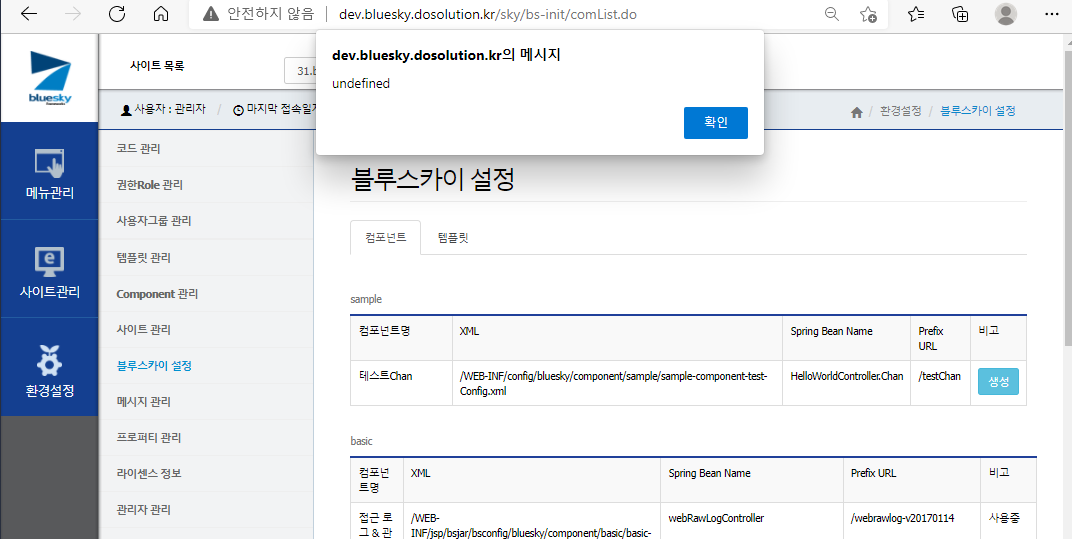 안전하지 않음 dev.bluesky.dosolution.kr/sky/bs-init/comList.do
dev.bluesky.dosolution.kr의 메시지
undefined
확인
bluesky
사이트 목록
31.b
사용자 : 관리자 / 마지막 접속일자
환경설정 / 블루스카이 설정
메뉴관리
사이트관리
환경설정
코드 관리
권한Role 관리
사용자그룹 관리
템플릿 관리
Component 관리
사이트 관리
블루스카이 설정
메시지 관리
프로퍼티 관리
라이센스 정보
관리자 관리
블루스카이 설정
컴포넌트 템플릿
sample
컴포넌트명 XML Spring Bean Name Prefix
URL 비고
테스트Chan /WEB-INF/config/bluesky/component/sample/sample-component-test-
Config.xml HelloWorldController.Chan /testChan 생성
basic
컴포넌
트명 XML Spring Bean Name Prefix URL 비고
접근 로
그 & 관 /WEB-
INF/jsp/bsjar/bsconfig/bluesky/component/basic/basic- webRawLogController /webrawlog-v20170114 사용중